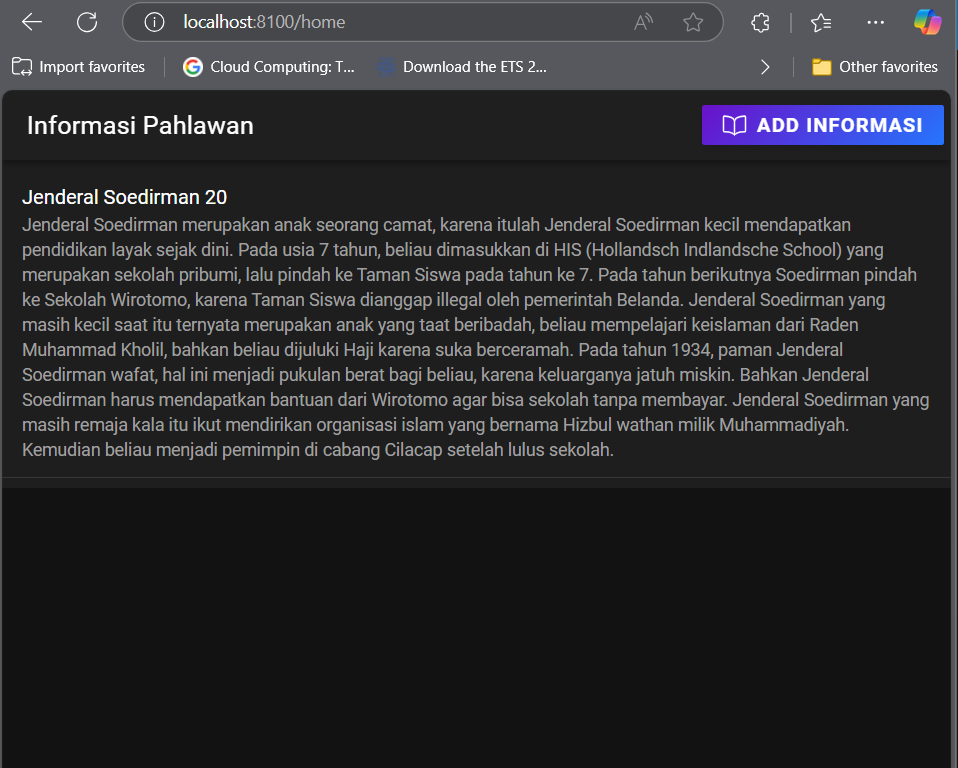 localhost:8100/home
Import favorites
Cloud Computing: T...
Download the ETS 2...
Other favorites
Informasi Pahlawan
ADD INFORMASI
Jenderal Soedirman 20
Jenderal Soedirman merupakan anak seorang camat, karena itulah Jenderal Soedirman kecil mendapatkan
pendidikan layak sejak dini. Pada usia 7 tahun, beliau dimasukkan di HIS (Hollandsch Indlandsche School) yang
merupakan sekolah pribumi, lalu pindah ke Taman Siswa pada tahun ke 7. Pada tahun berikutnya Soedirman pindah
ke Sekolah Wirotomo, karena Taman Siswa dianggap illegal oleh pemerintah Belanda. Jenderal Soedirman yang
masih kecil saat itu ternyata merupakan anak yang taat beribadah, beliau mempelajari keislaman dari Raden
Muhammad Kholil, bahkan beliau dijuluki Haji karena suka berceramah. Pada tahun 1934, paman Jenderal
Soedirman wafat, hal ini menjadi pukulan berat bagi beliau, karena keluarganya jatuh miskin. Bahkan Jenderal
Soedirman harus mendapatkan bantuan dari Wirotomo agar bisa sekolah tanpa membayar. Jenderal Soedirman yang
masih remaja kala itu ikut mendirikan organisasi islam yang bernama Hizbul wathan milik Muhammadiyah.
Kemudian beliau menjadi pemimpin di cabang Cilacap setelah lulus sekolah.